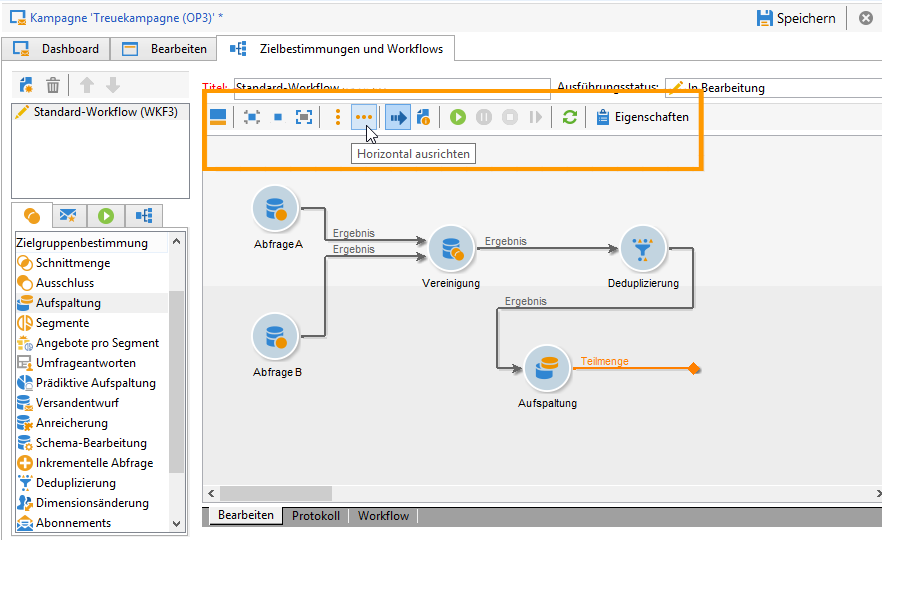 Kampagne 'Treuekampagne (OP3)' *
Speichern
Dashboard
Bearbeiten
Zielbestimmungen und Workflows
Titel:
Standard-Workflow
Ausführungsstatus:
In Bearbeitung
Standard-Workflow (WKF3)
Eigenschaften
Horizontal ausrichten
Zielgruppenbestimmung
Schnittmenge
Ausschluss
Aufspaltung
Segmente
Angebote pro Segment
Umfrageantworten
Prädiktive Aufspaltung
Versandentwurf
Anreicherung
Schema-Bearbeitung
Inkrementelle Abfrage
Deduplizierung
Dimensionsänderung
Abonnements
Abfrage A
Ergebnis
Ergebnis
Vereinigung
Ergebnis
Deduplizierung
Ergebnis
Abfrage B
Teilmenge
Aufspaltung
Bearbeiten
Protokoll
Workflow